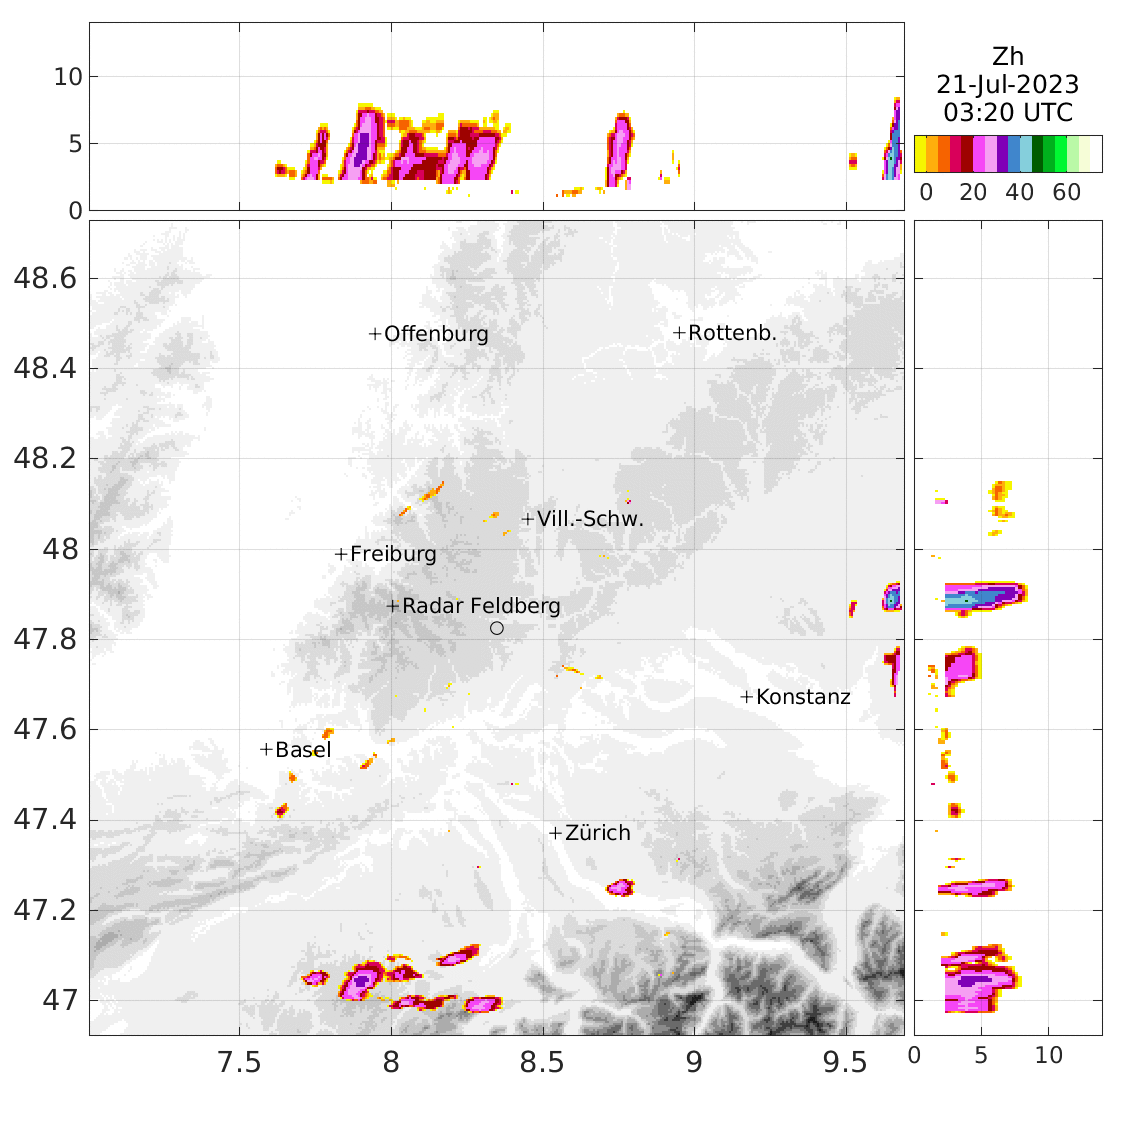 Zh
21-Jul-2023
03:20 UTC
0 20 40 60
10
5
0
48.6
48.4
48.2
48
47.8
47.6
47.4
47.2
47
Offenburg
Rottenb.
Vill.-Schw.
Freiburg
Radar Feldberg
Konstanz
Basel
Zürich
7.5 8 8.5 9 9.5
0 5 10